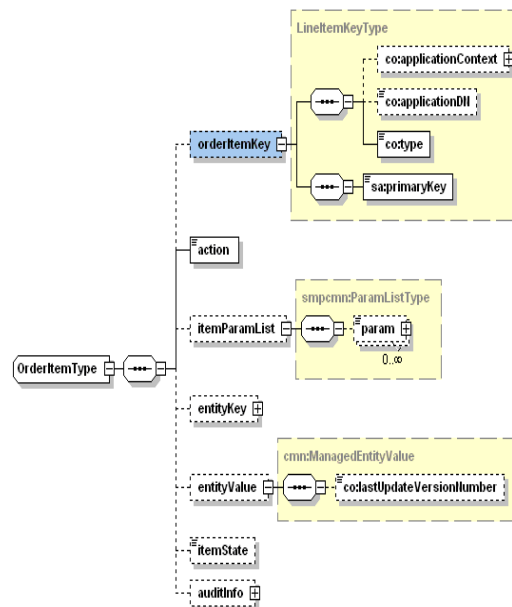 LineItemKeyType
co:applicationContext
co:applicationDN
orderItemKey
co:type
sa:primaryKey
action
smpcmn:ParamListType
itemParamList
param
0..∞
OrderItemType
entityKey
cmn:ManagedEntityValue
entityValue
co:lastUpdateVersionNumber
itemState
auditInfo